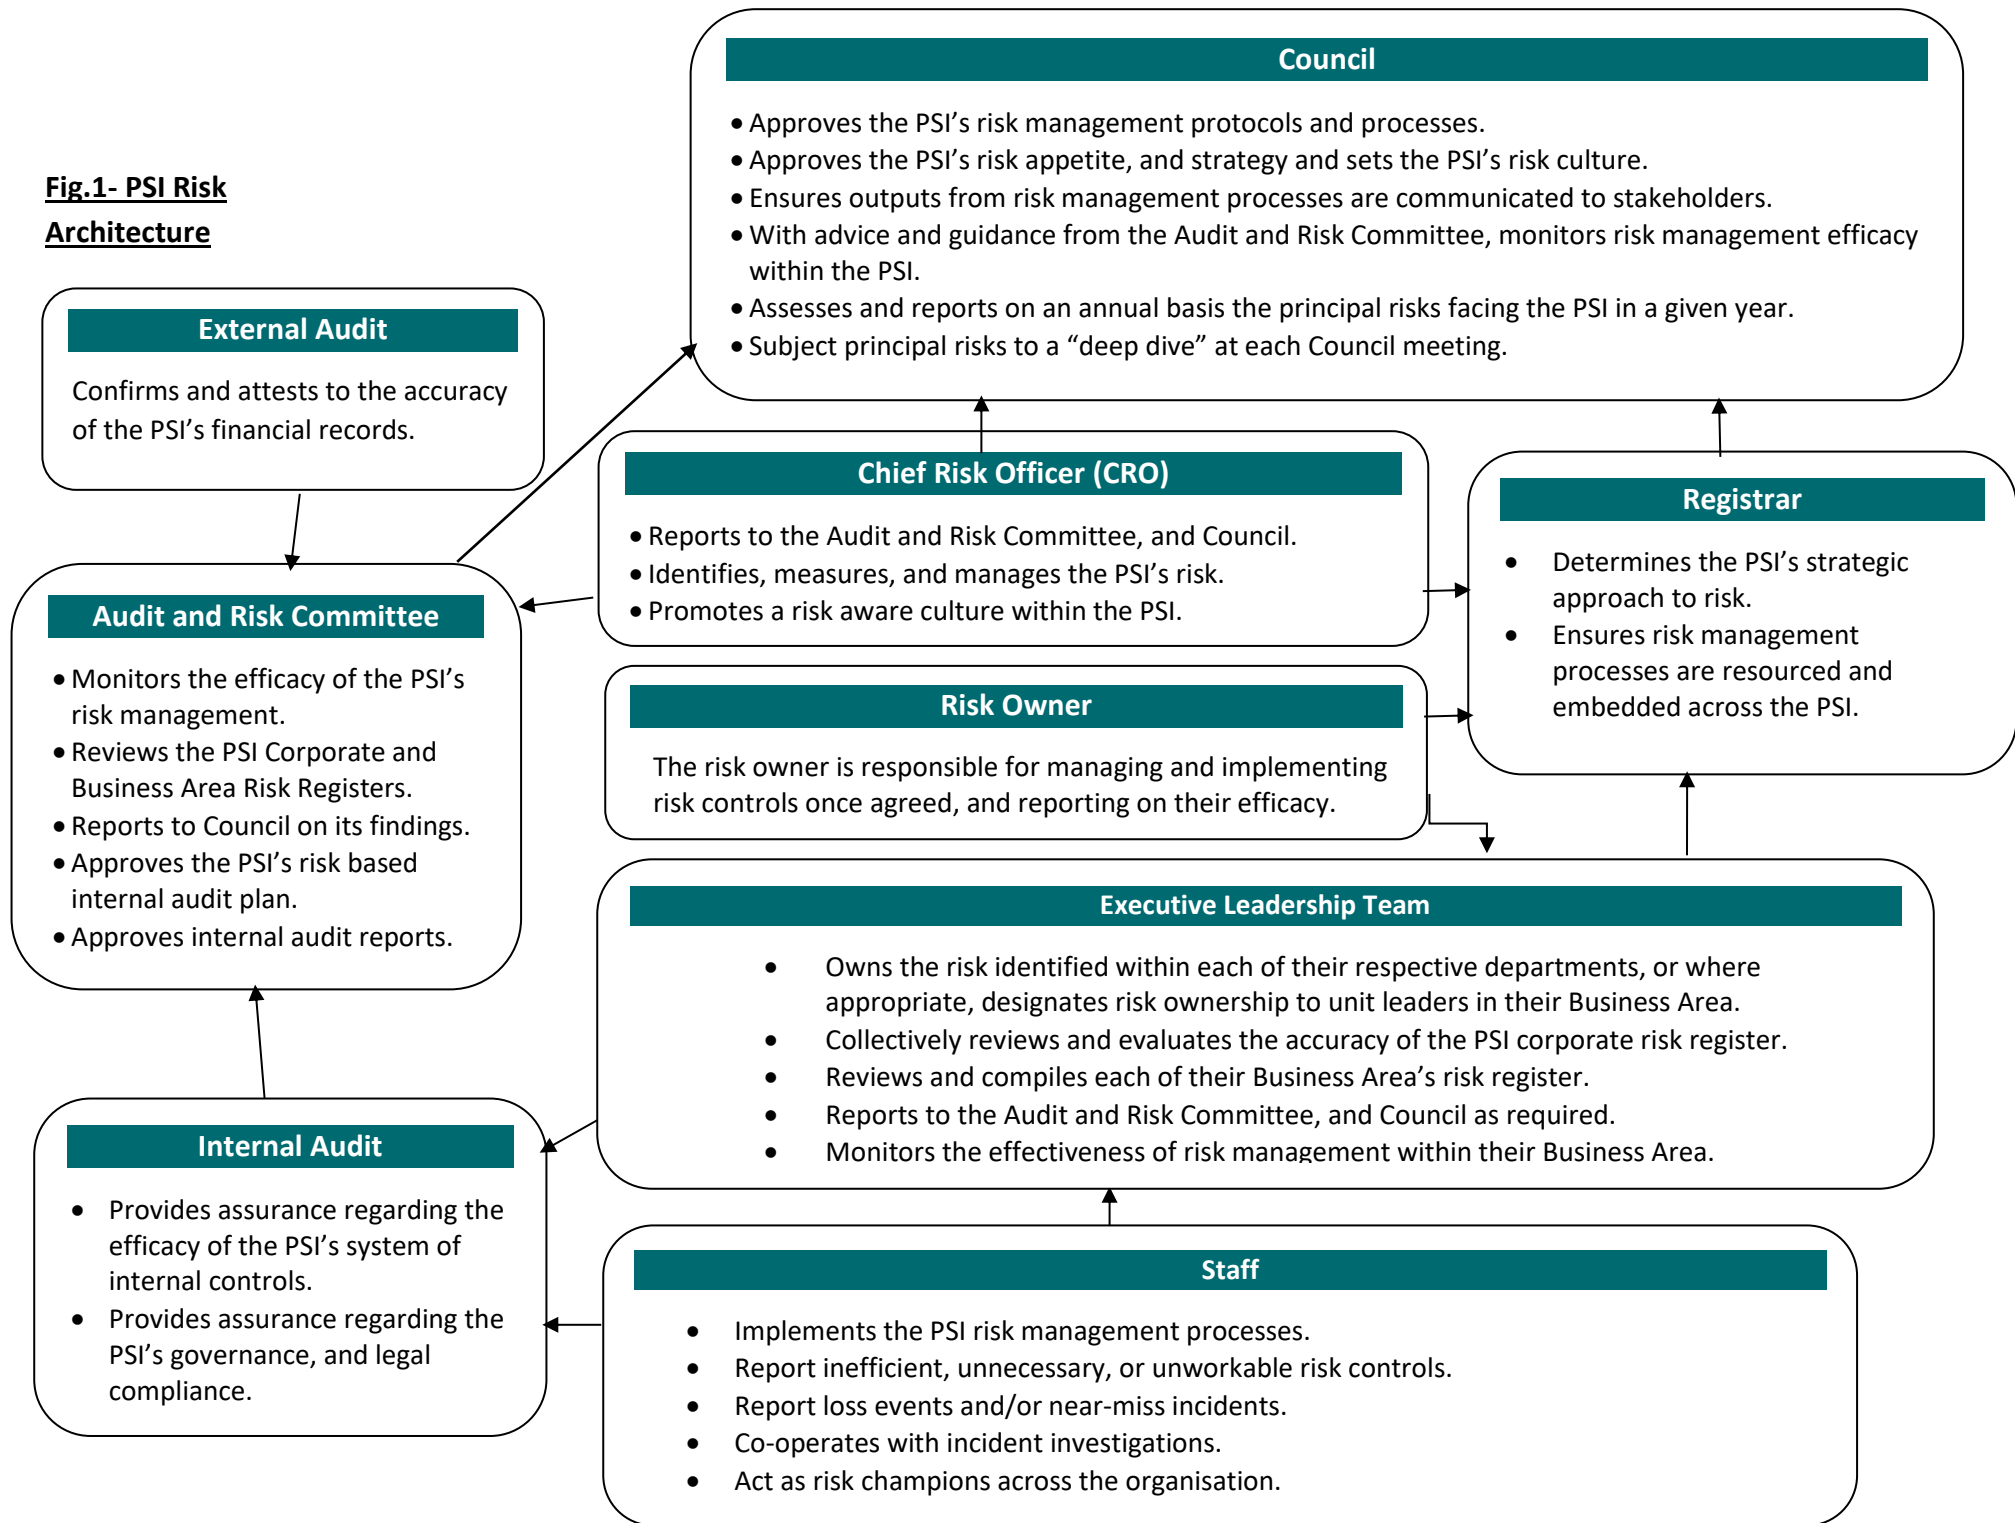 Fig.1- PSI Risk
Architecture
Council
• Approves the PSI’s risk management protocols and processes.
• Approves the PSI’s risk appetite, and strategy and sets the PSI’s risk culture.
• Ensures outputs from risk management processes are communicated to stakeholders.
• With advice and guidance from the Audit and Risk Committee, monitors risk management efficacy
within the PSI.
• Assesses and reports on an annual basis the principal risks facing the PSI in a given year.
• Subject principal risks to a “deep dive” at each Council meeting.
External Audit
Confirms and attests to the accuracy
of the PSI’s financial records.
Chief Risk Officer (CRO)
• Reports to the Audit and Risk Committee, and Council.
• Identifies, measures, and manages the PSI’s risk.
• Promotes a risk aware culture within the PSI.
Registrar
• Determines the PSI’s strategic
approach to risk.
• Ensures risk management
processes are resourced and
embedded across the PSI.
Audit and Risk Committee
• Monitors the efficacy of the PSI’s
risk management.
• Reviews the PSI Corporate and
Business Area Risk Registers.
• Reports to Council on its findings.
• Approves the PSI’s risk based
internal audit plan.
• Approves internal audit reports.
Risk Owner
The risk owner is responsible for managing and implementing
risk controls once agreed, and reporting on their efficacy.
Executive Leadership Team
• Owns the risk identified within each of their respective departments, or where
appropriate, designates risk ownership to unit leaders in their Business Area.
• Collectively reviews and evaluates the accuracy of the PSI corporate risk register.
• Reviews and compiles each of their Business Area’s risk register.
• Reports to the Audit and Risk Committee, and Council as required.
• Monitors the effectiveness of risk management within their Business Area.
Internal Audit
• Provides assurance regarding the
efficacy of the PSI’s system of
internal controls.
• Provides assurance regarding the
PSI’s governance, and legal
compliance.
Staff
• Implements the PSI risk management processes.
• Report inefficient, unnecessary, or unworkable risk controls.
• Report loss events and/or near-miss incidents.
• Co-operates with incident investigations.
• Act as risk champions across the organisation.